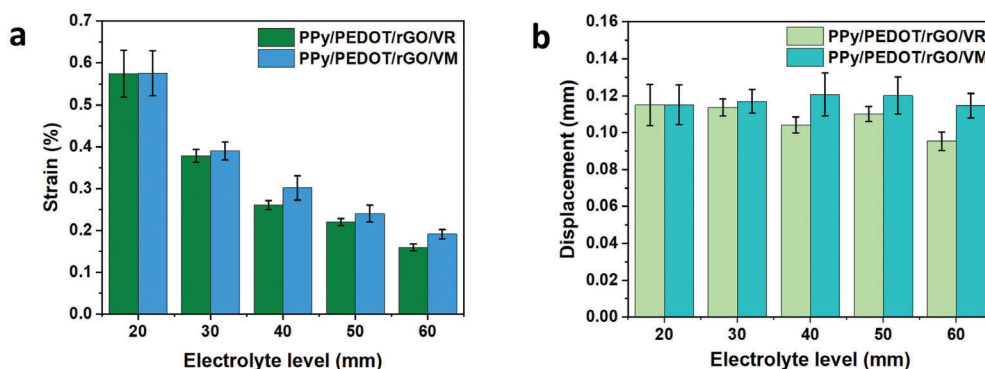 a
0.7
0.6
0.5
0.4
0.3
0.2
0.1
0.0
Strain (%)
PPy/PEDOT/rGO/VR
PPy/PEDOT/rGO/VM
20 30 40 50 60
Electrolyte level (mm)
b
0.16
0.14
0.12
0.10
0.08
0.06
0.04
0.02
0.00
Displacement (mm)
PPy/PEDOT/rGO/VR
PPy/PEDOT/rGO/VM
20 30 40 50 60
Electrolyte level (mm)